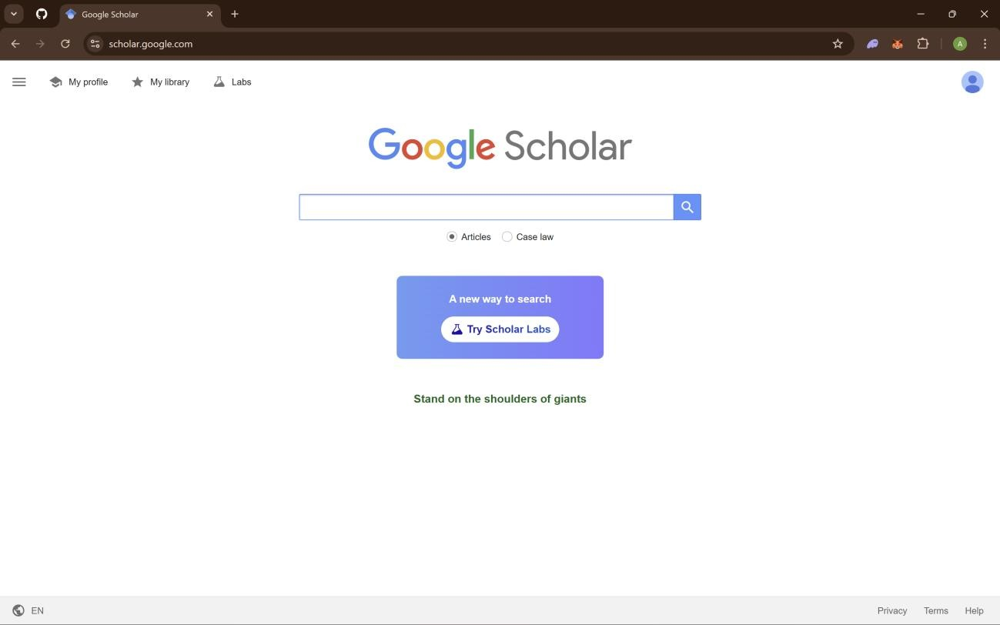 Google Scholar
scholar.google.com
A
My profile
My library
Labs
Google Scholar
Articles
Case law
A new way to search
Try Scholar Labs
Stand on the shoulders of giants
EN
Privacy
Terms
Help